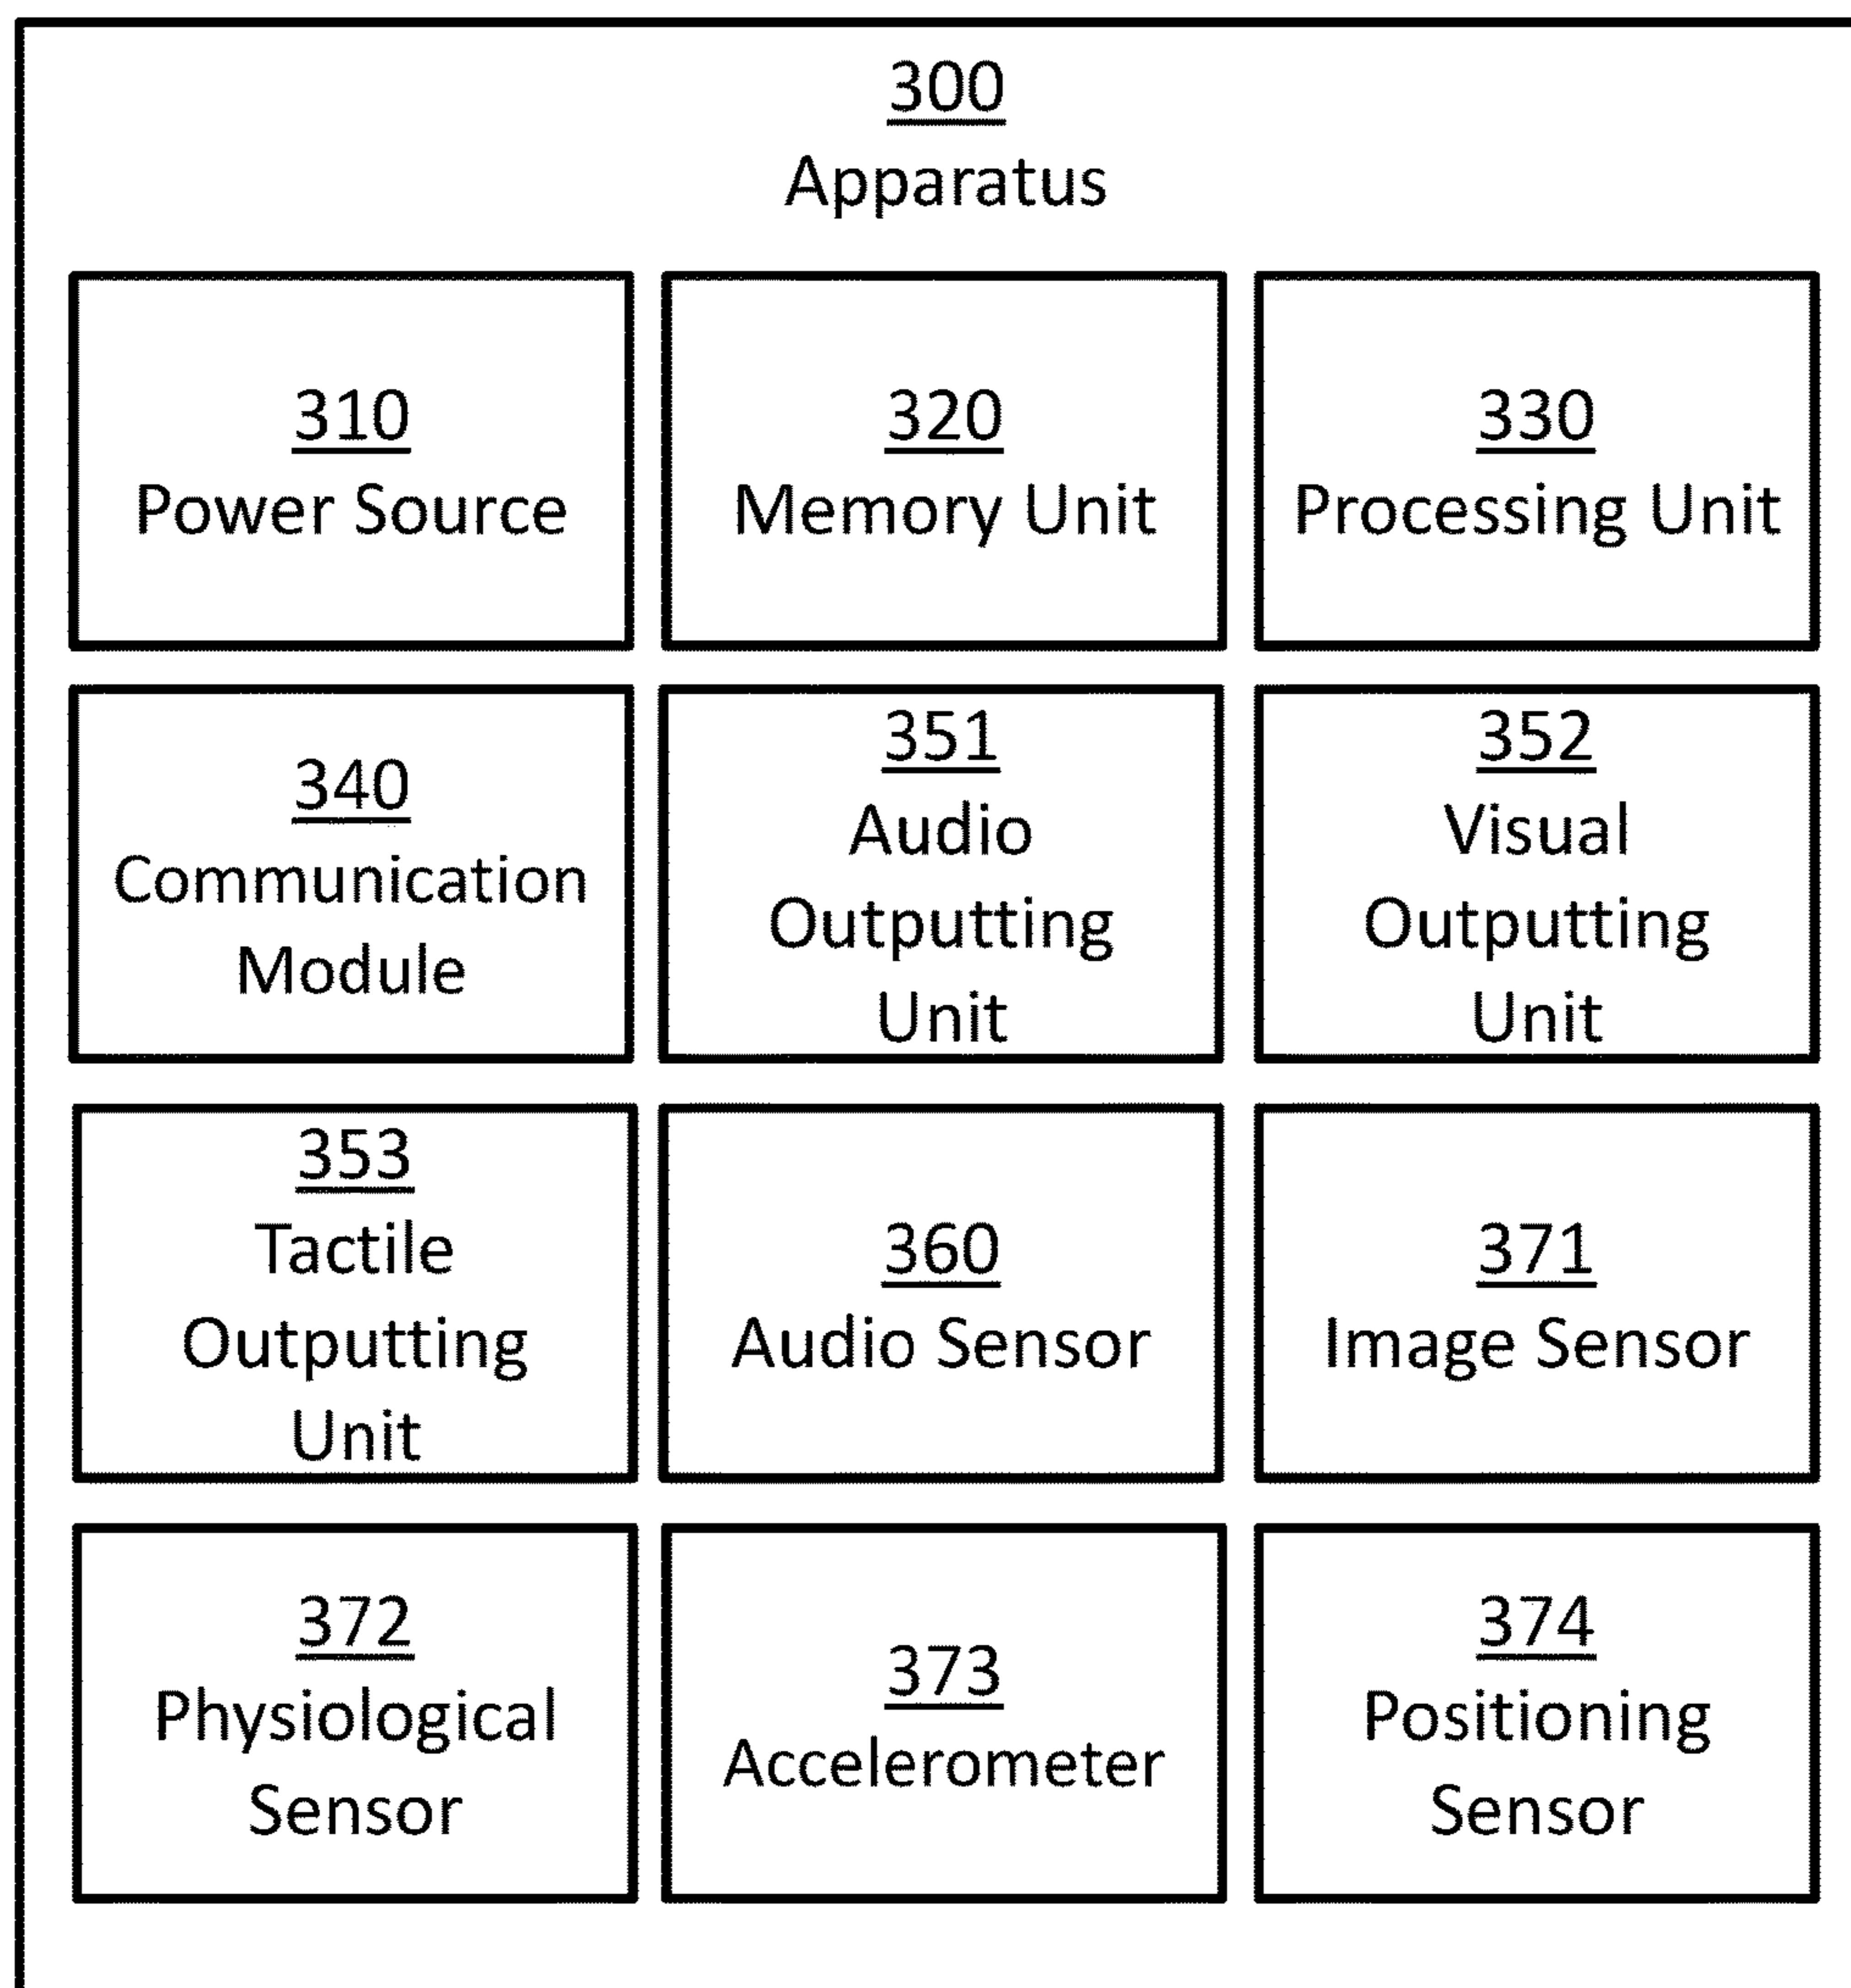 300
Apparatus
310
Power Source
320
Memory Unit
330
Processing Unit
340
Communication
Module
351
Audio
Outputting
Unit
352
Visual
Outputting
Unit
353
Tactile
Outputting
Unit
360
Audio Sensor
371
Image Sensor
372
Physiological
Sensor
373
Accelerometer
374
Positioning
Sensor